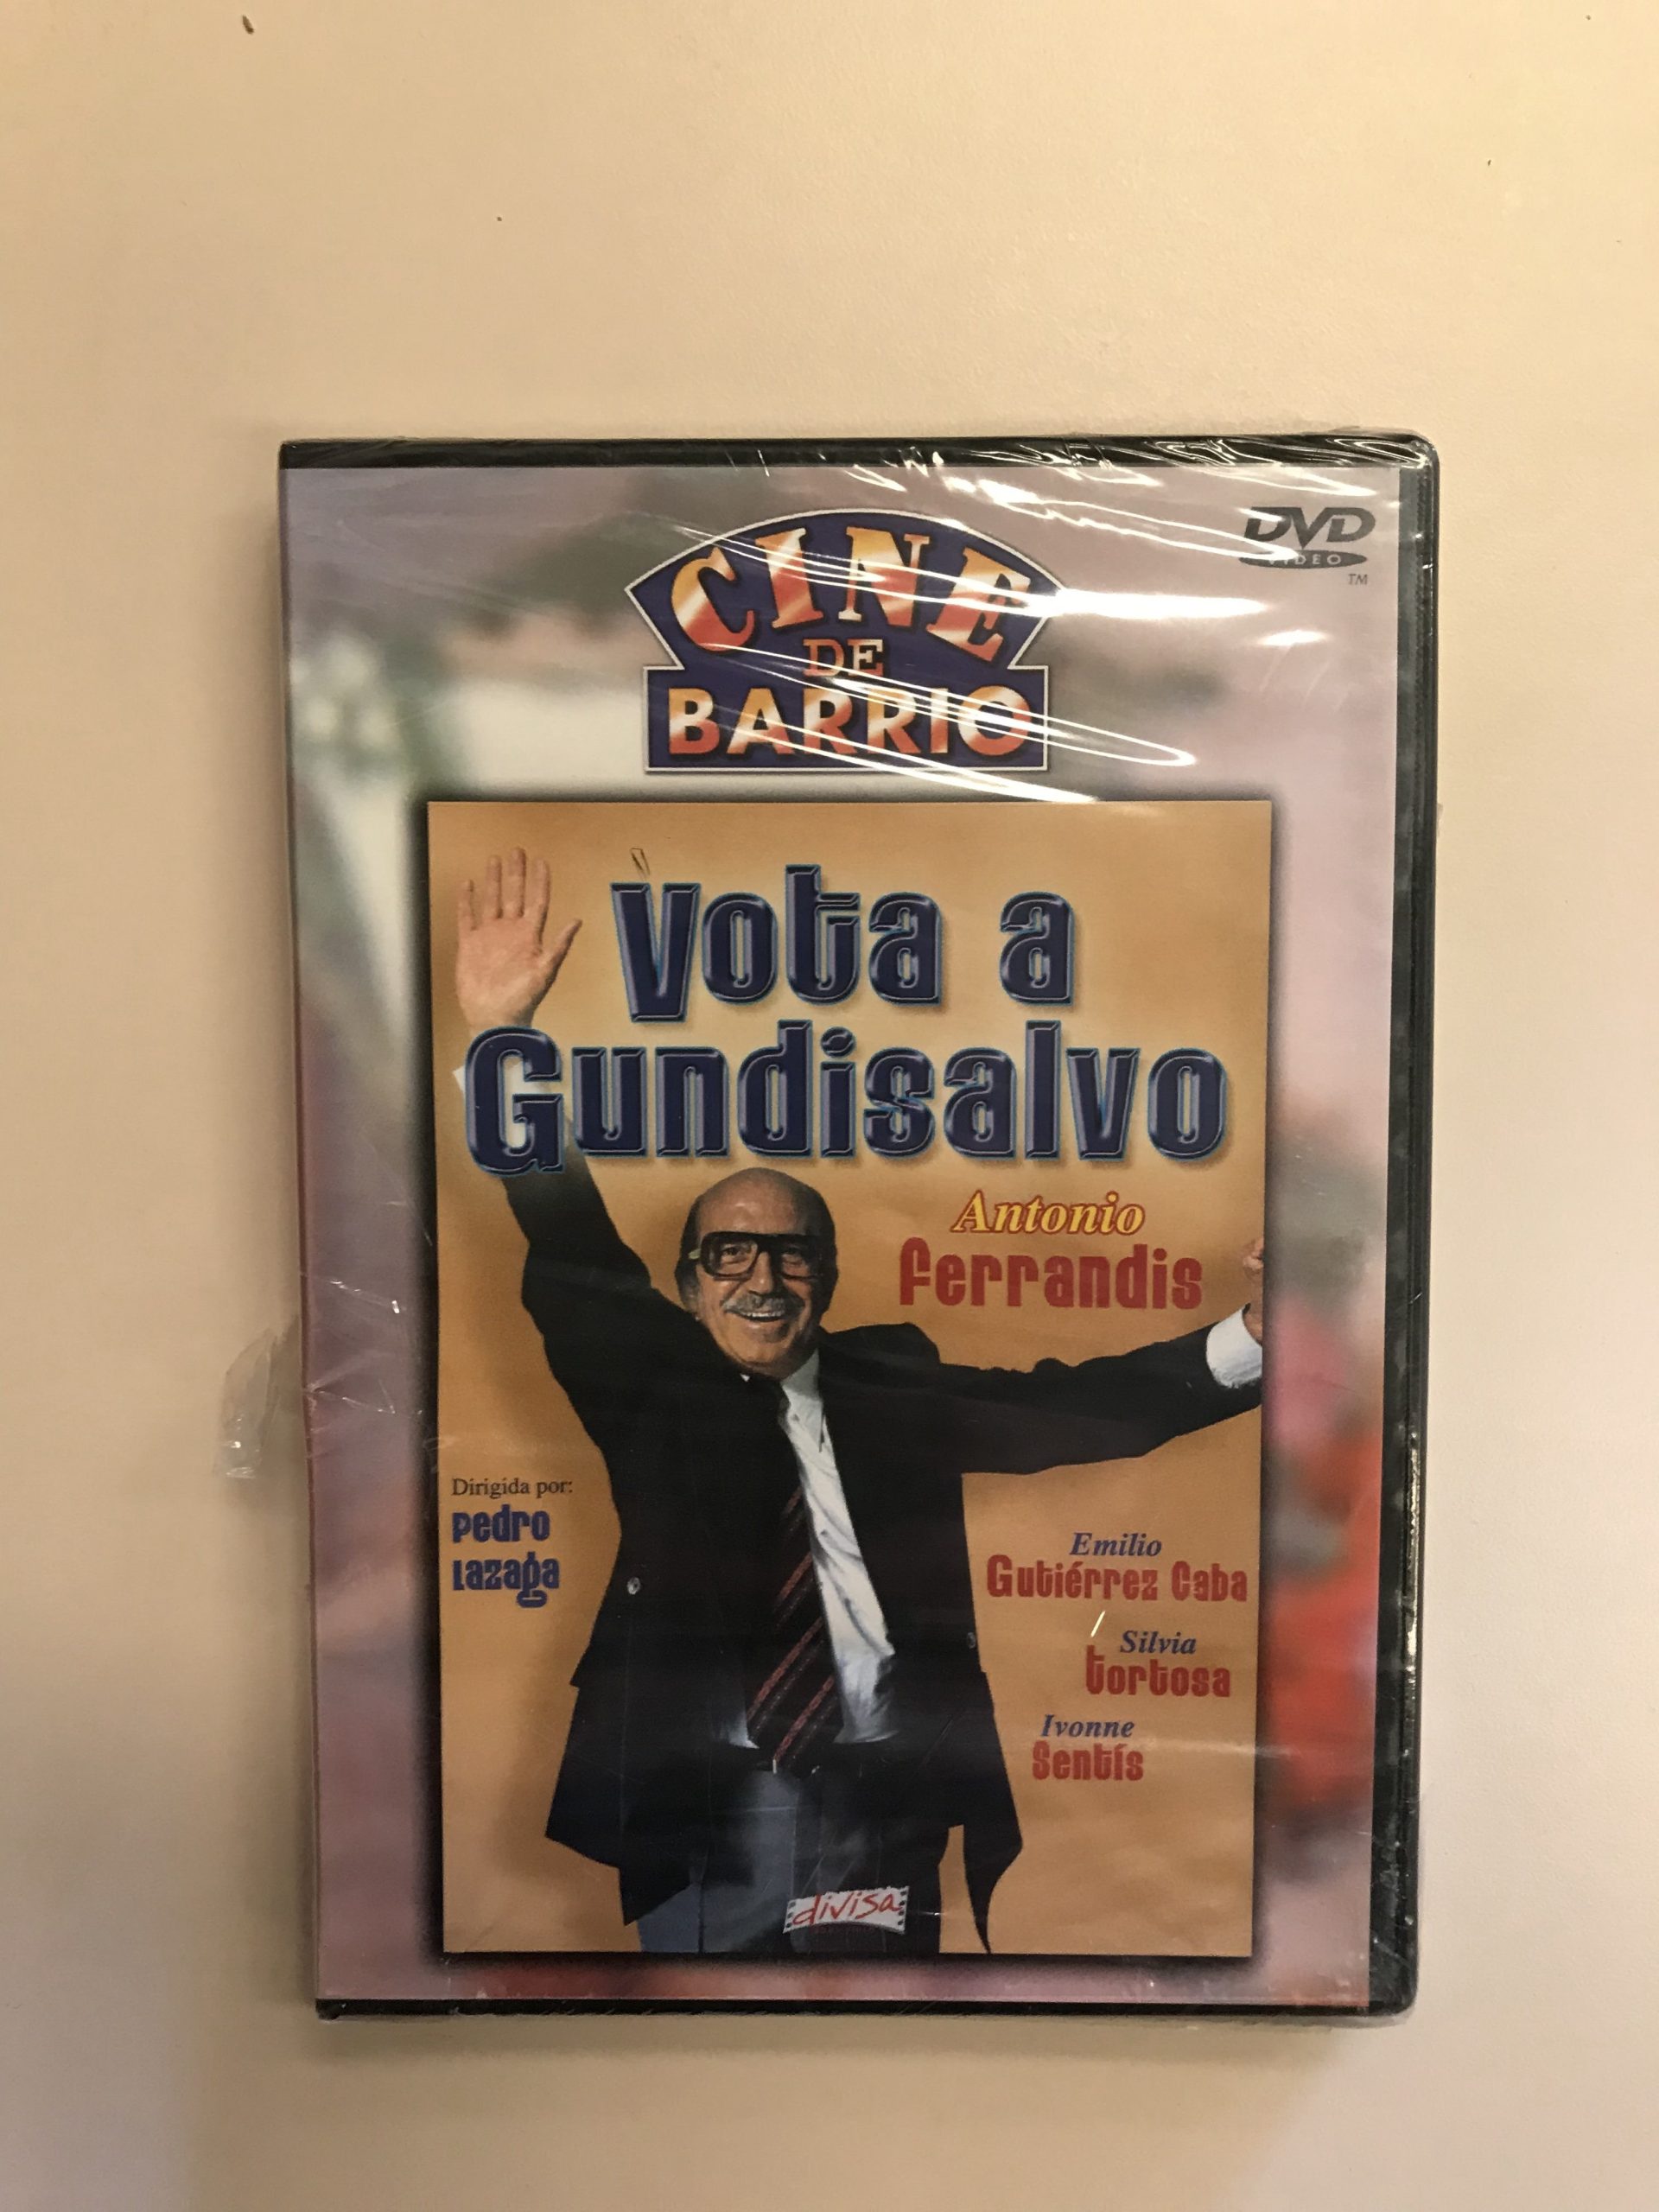 DVD
VIDEO
TM
CINE
DE
BARRIO
Vota a
Gundisalvo
Antonio
Ferrandis
Dirigida por:
Pedro
Lazaga
Emilio
Gutiérrez Caba
Silvia
Tortosa
Ivonne
Sentís
divisa